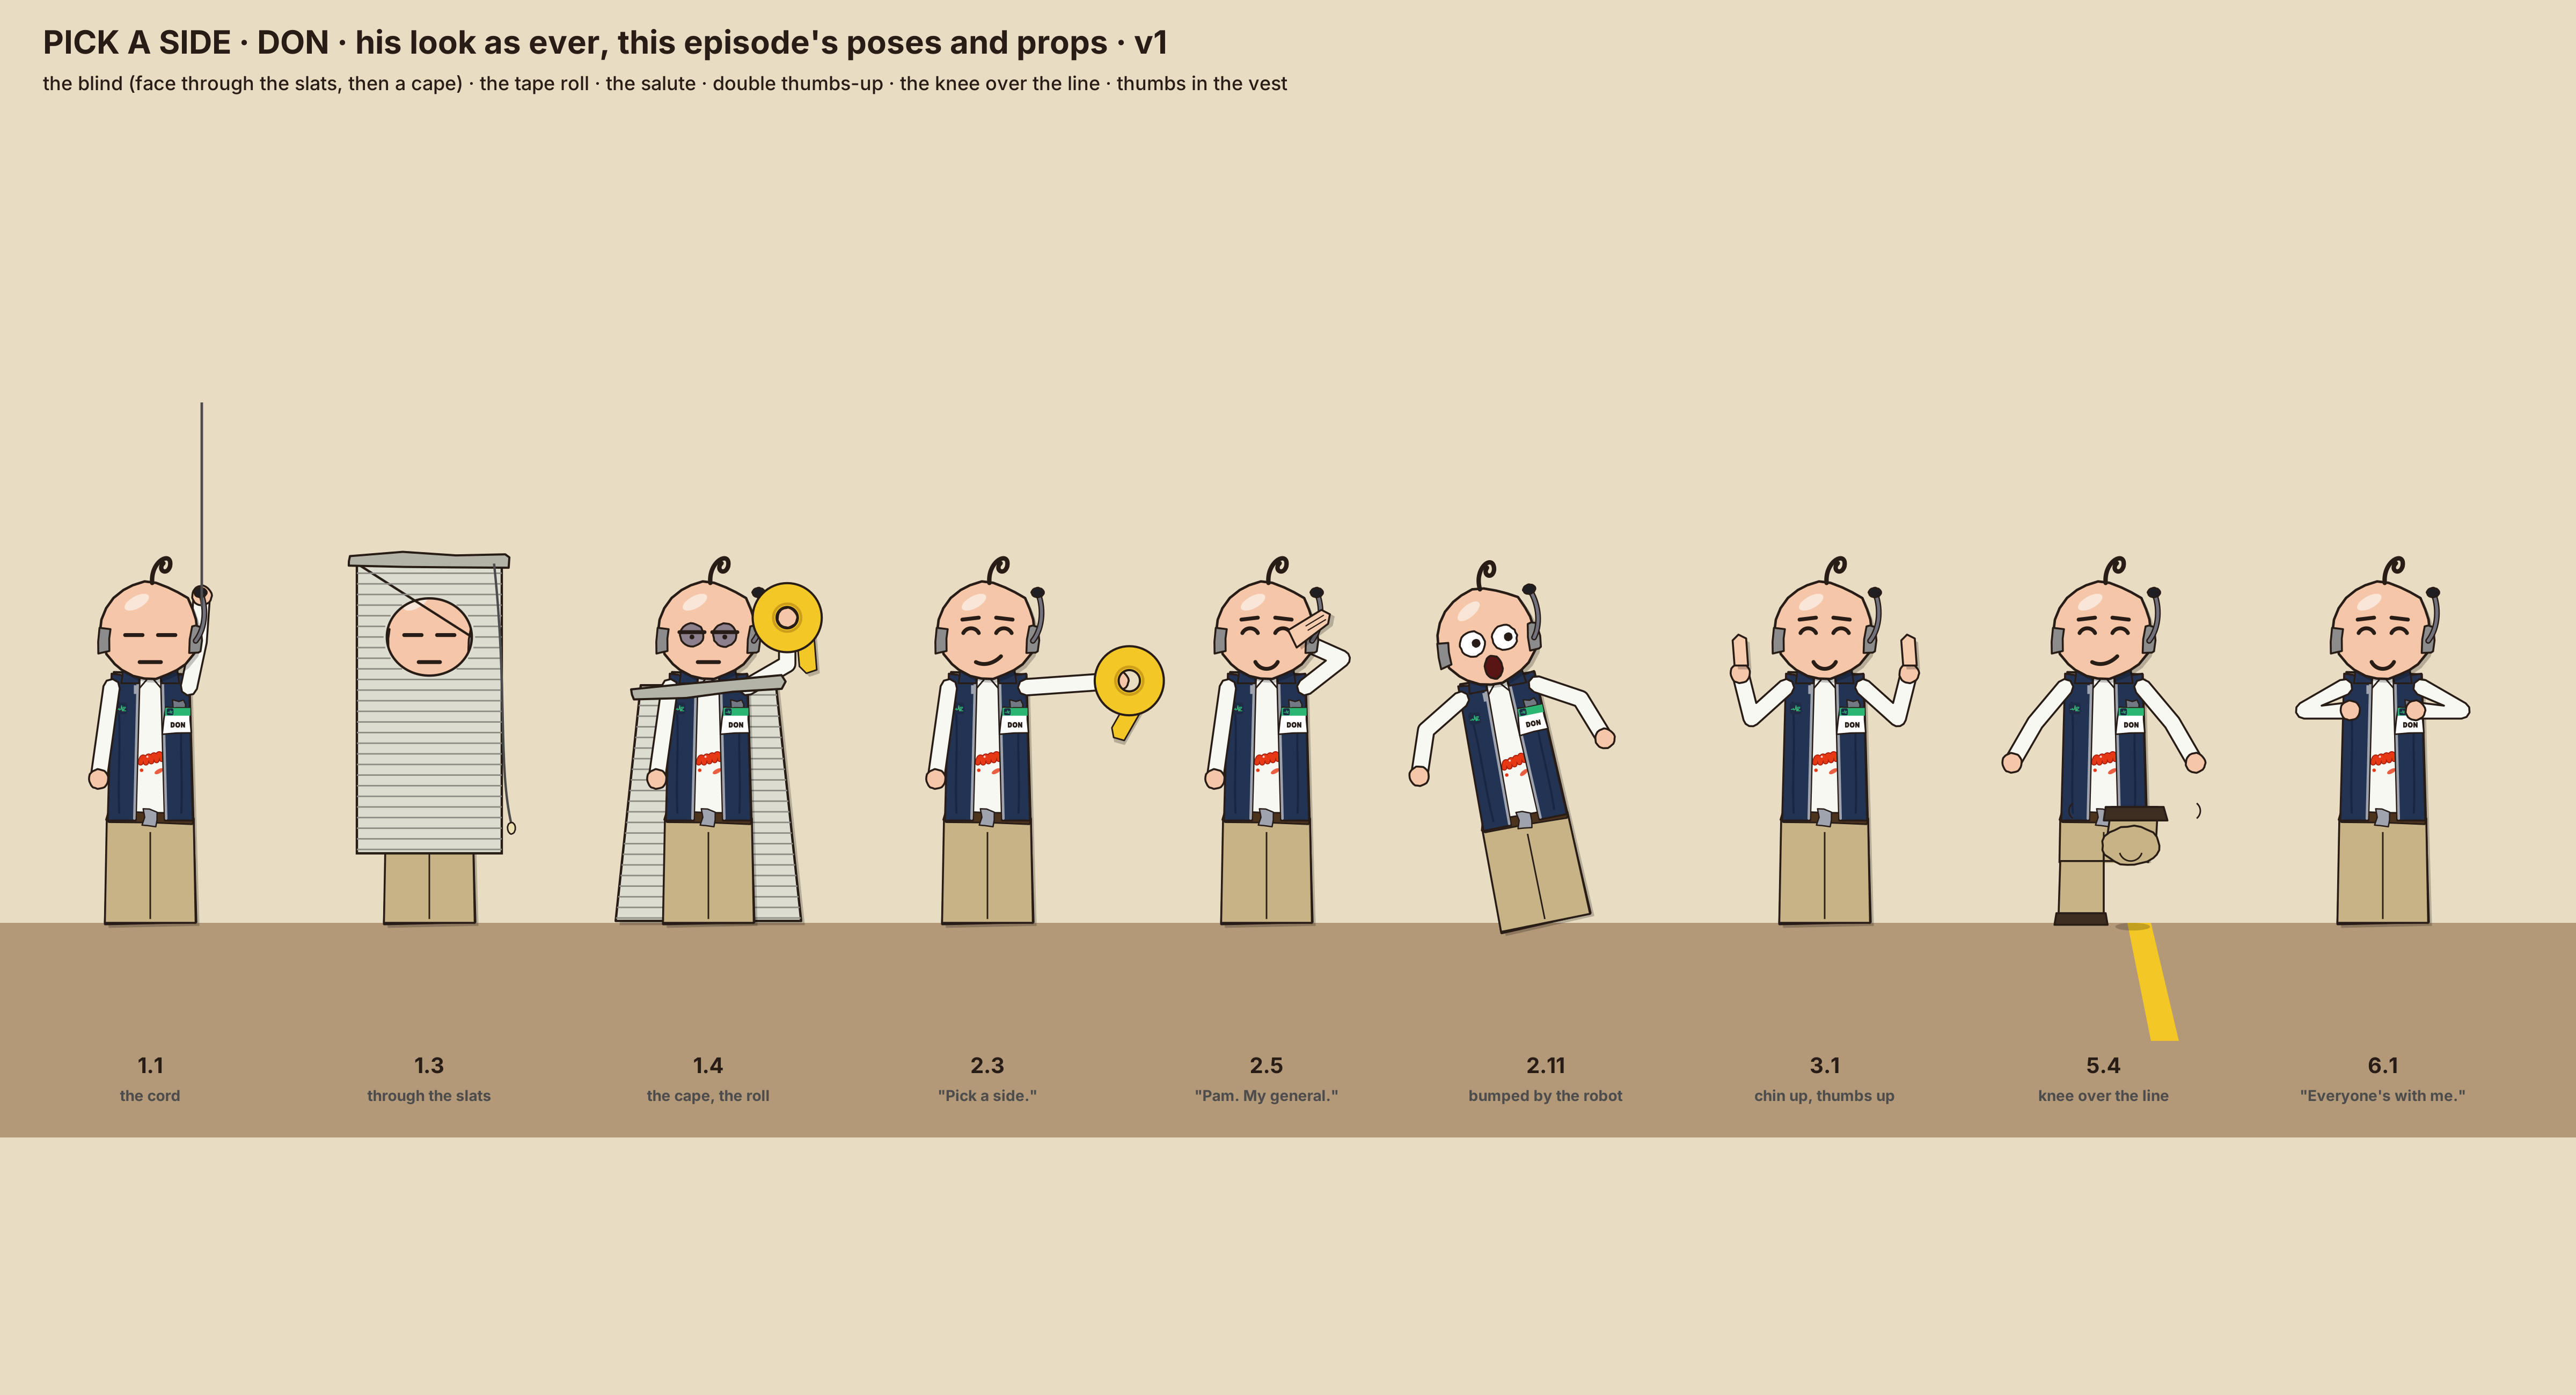 PICK A SIDE · DON · his look as ever, this episode's poses and props · v1
the blind (face through the slats, then a cape) · the tape roll · the salute · double thumbs-up · the knee over the line · thumbs in the vest
DON
DON
DON
DON
DON
DON
DON
DON
1.1
the cord
1.3
through the slats
1.4
the cape, the roll
2.3
"Pick a side."
2.5
"Pam. My general."
2.11
bumped by the robot
3.1
chin up, thumbs up
5.4
knee over the line
6.1
"Everyone's with me."